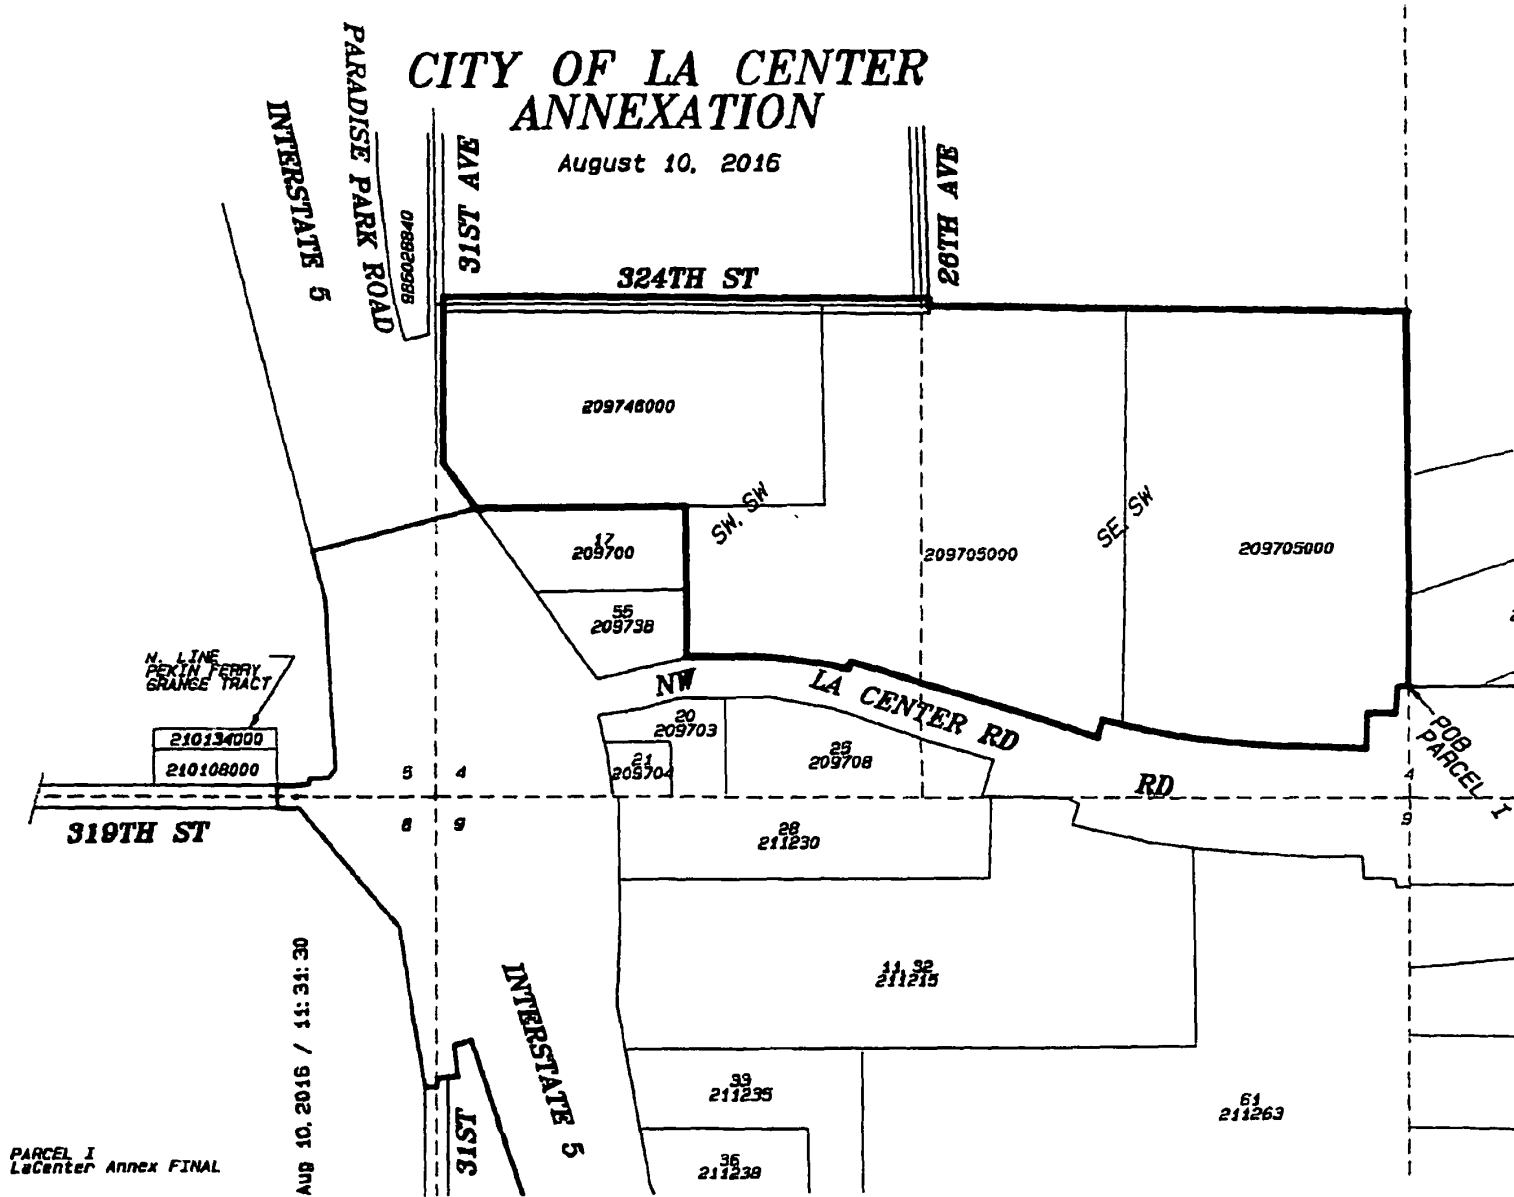 CITY OF LA CENTER
ANNEXATION
August 10, 2016
INTERSTATE 5
PARADISE PARK ROAD
986028840
31ST AVE
324TH ST
26TH AVE
209746000
SW, SW
SE, SW
209705000
209705000
17
209700
55
209738
N. LINE
PEKIN FERRY
GRANGE TRACT
210134000
210108000
319TH ST
NW
LA CENTER RD
RD
POB
PARCEL I
20
209703
21
209704
25
209708
5
4
8
9
4
9
28
211230
11, 32
211215
33
211235
36
211238
61
211263
INTERSTATE 5
31ST
Aug 10, 2016 / 11:31:30
PARCEL I
LaCenter Annex FINAL